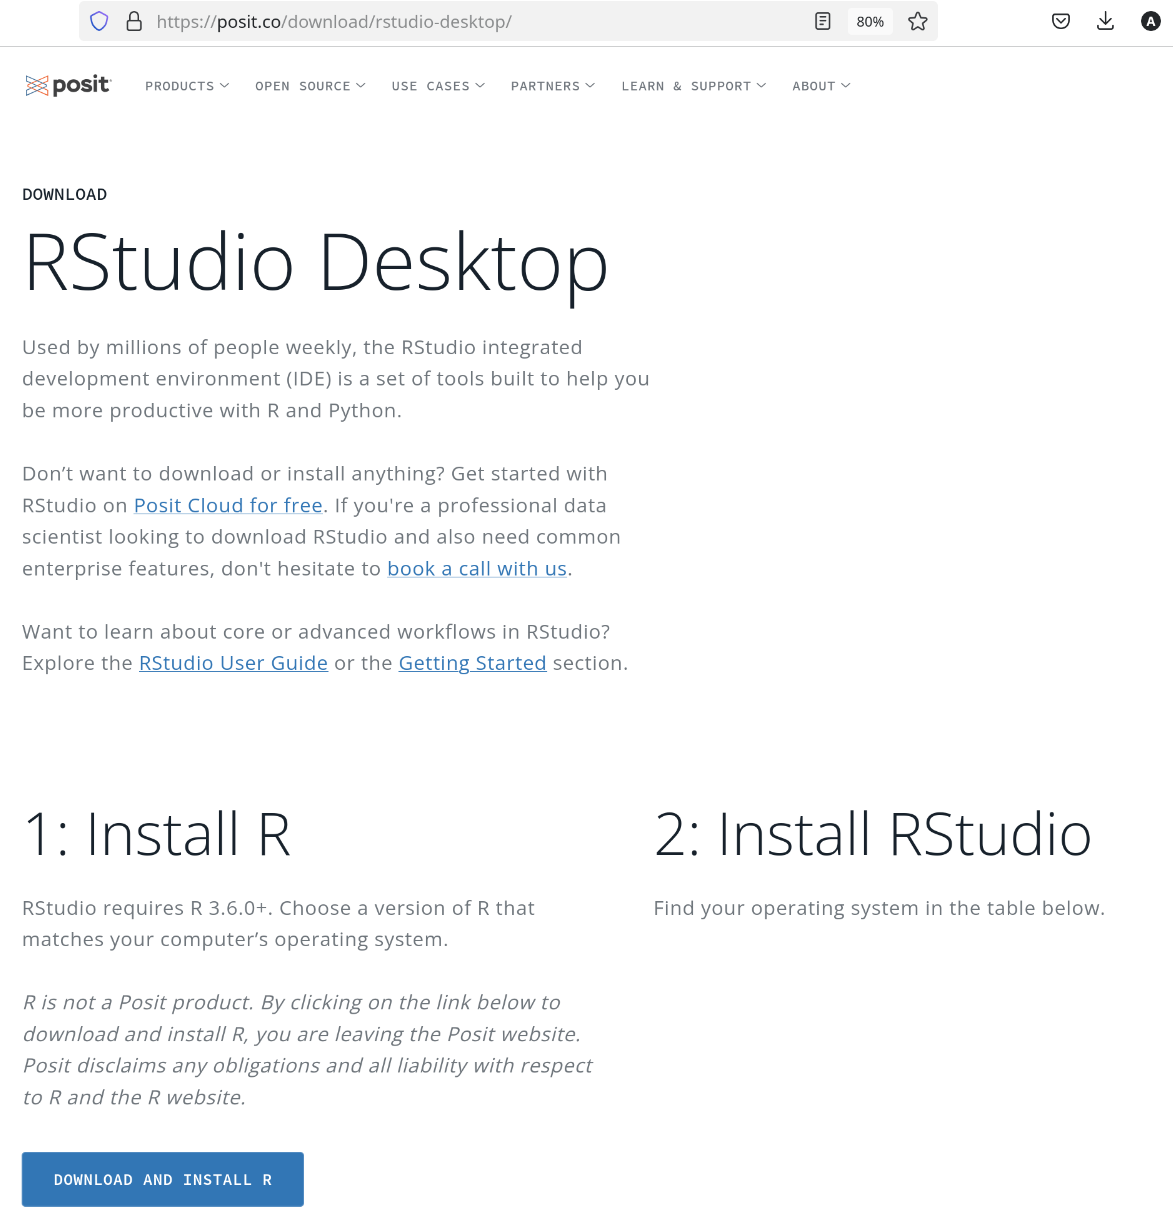 https://posit.co/download/rstudio-desktop/
80%
A
posit
PRODUCTS
OPEN SOURCE
USE CASES
PARTNERS
LEARN & SUPPORT
ABOUT
DOWNLOAD
RStudio Desktop
Used by millions of people weekly, the RStudio integrated
development environment (IDE) is a set of tools built to help you
be more productive with R and Python.
Don’t want to download or install anything? Get started with
RStudio on Posit Cloud for free. If you're a professional data
scientist looking to download RStudio and also need common
enterprise features, don't hesitate to book a call with us.
Want to learn about core or advanced workflows in RStudio?
Explore the RStudio User Guide or the Getting Started section.
1: Install R
RStudio requires R 3.6.0+. Choose a version of R that
matches your computer’s operating system.
R is not a Posit product. By clicking on the link below to
download and install R, you are leaving the Posit website.
Posit disclaims any obligations and all liability with respect
to R and the R website.
DOWNLOAD AND INSTALL R
2: Install RStudio
Find your operating system in the table below.